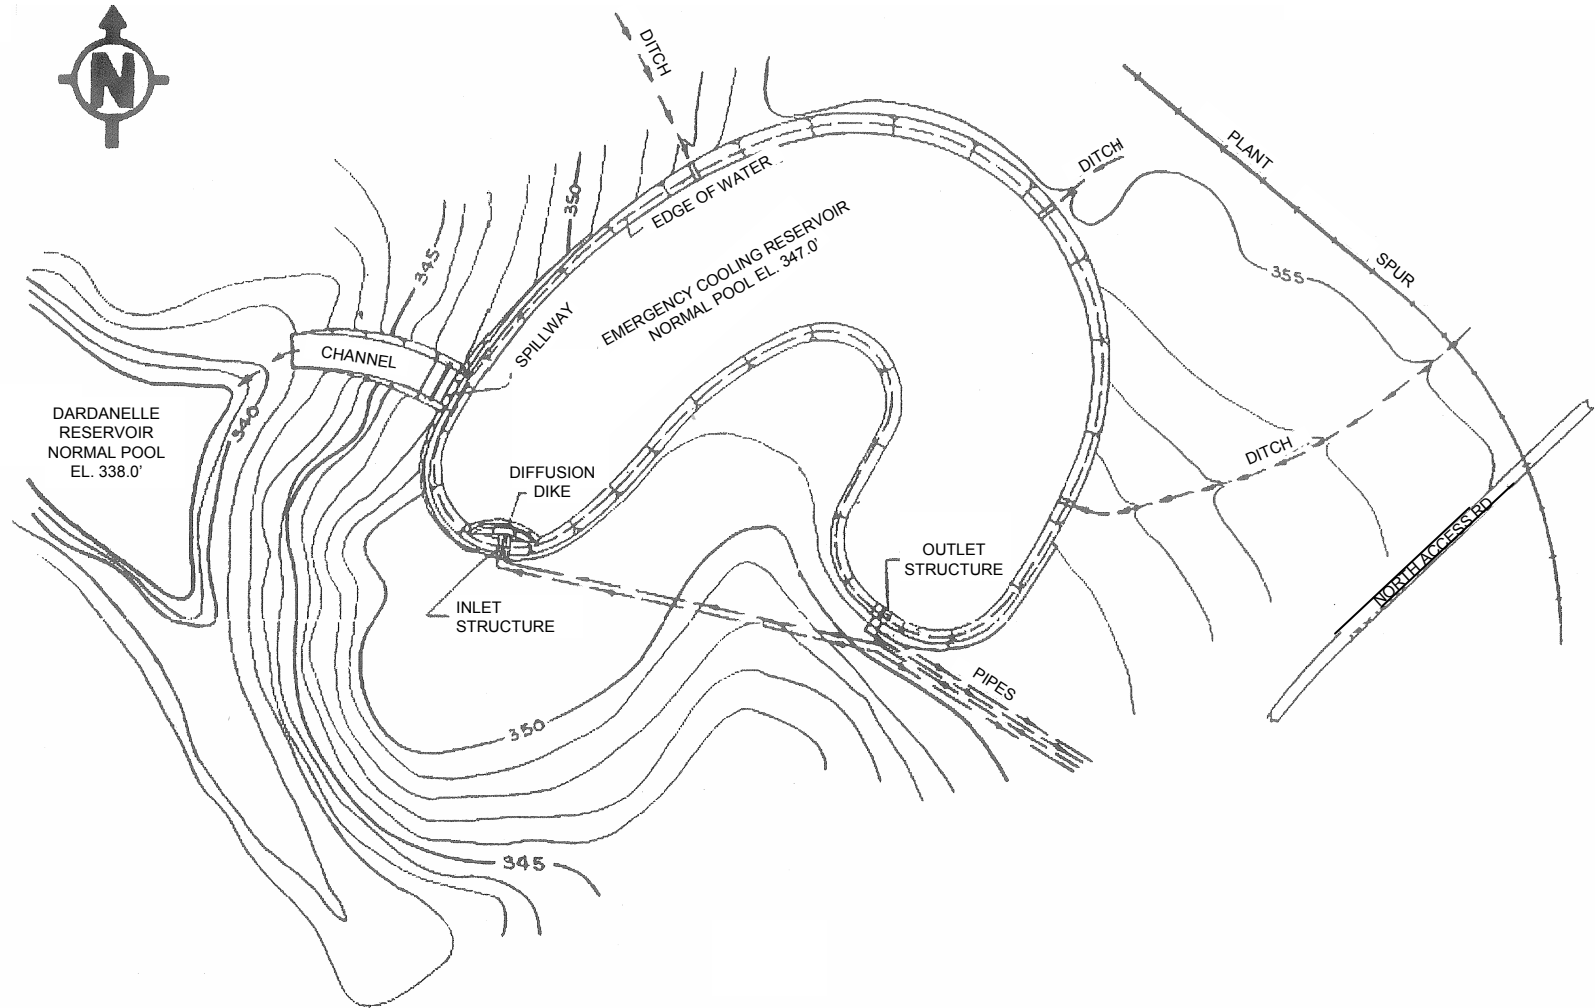 N
DITCH
PLANT
DITCH
350
EDGE OF WATER
SPUR
345
EMERGENCY COOLING RESERVOIR
NORMAL POOL EL. 347.0'
355
SPILLWAY
CHANNEL
340
DARDANELLE
RESERVOIR
NORMAL POOL
EL. 338.0'
DITCH
DIFFUSION
DIKE
OUTLET
STRUCTURE
NORTH ACCESS RD
INLET
STRUCTURE
PIPES
350
345